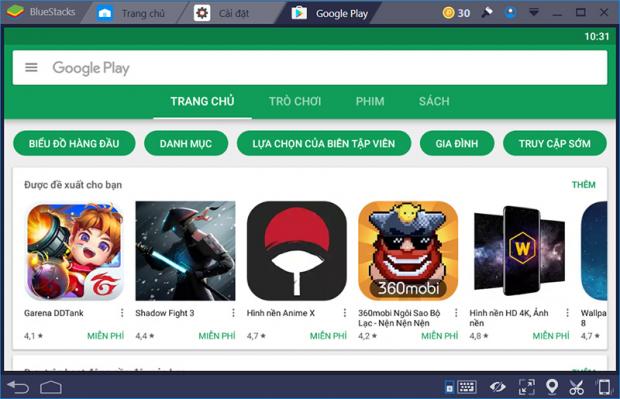 BlueStacks
Trang chủ
Cài đặt
Google Play
30
10:31
Google Play
TRANG CHỦ
TRÒ CHƠI
PHIM
SÁCH
BIỂU ĐỒ HÀNG ĐẦU
DANH MỤC
LỰA CHỌN CỦA BIÊN TẬP VIÊN
GIA ĐÌNH
TRUY CẬP SỚM
Được đề xuất cho bạn
THÊM
360mobi
W
Garena DDTank
4,1 ★ MIỄN PHÍ
Shadow Fight 3
4,4 ★ MIỄN PHÍ
Hình nền Anime X
4,7 ★ MIỄN PHÍ
360mobi Ngôi Sao Bộ
Lạc - Nện Nện Nện
4,2 ★ MIỄN PHÍ
Hình nền HD 4K, Ảnh
nền
4,8 ★ MIỄN PHÍ
Wallpa
8
4,7 ★
THÊM